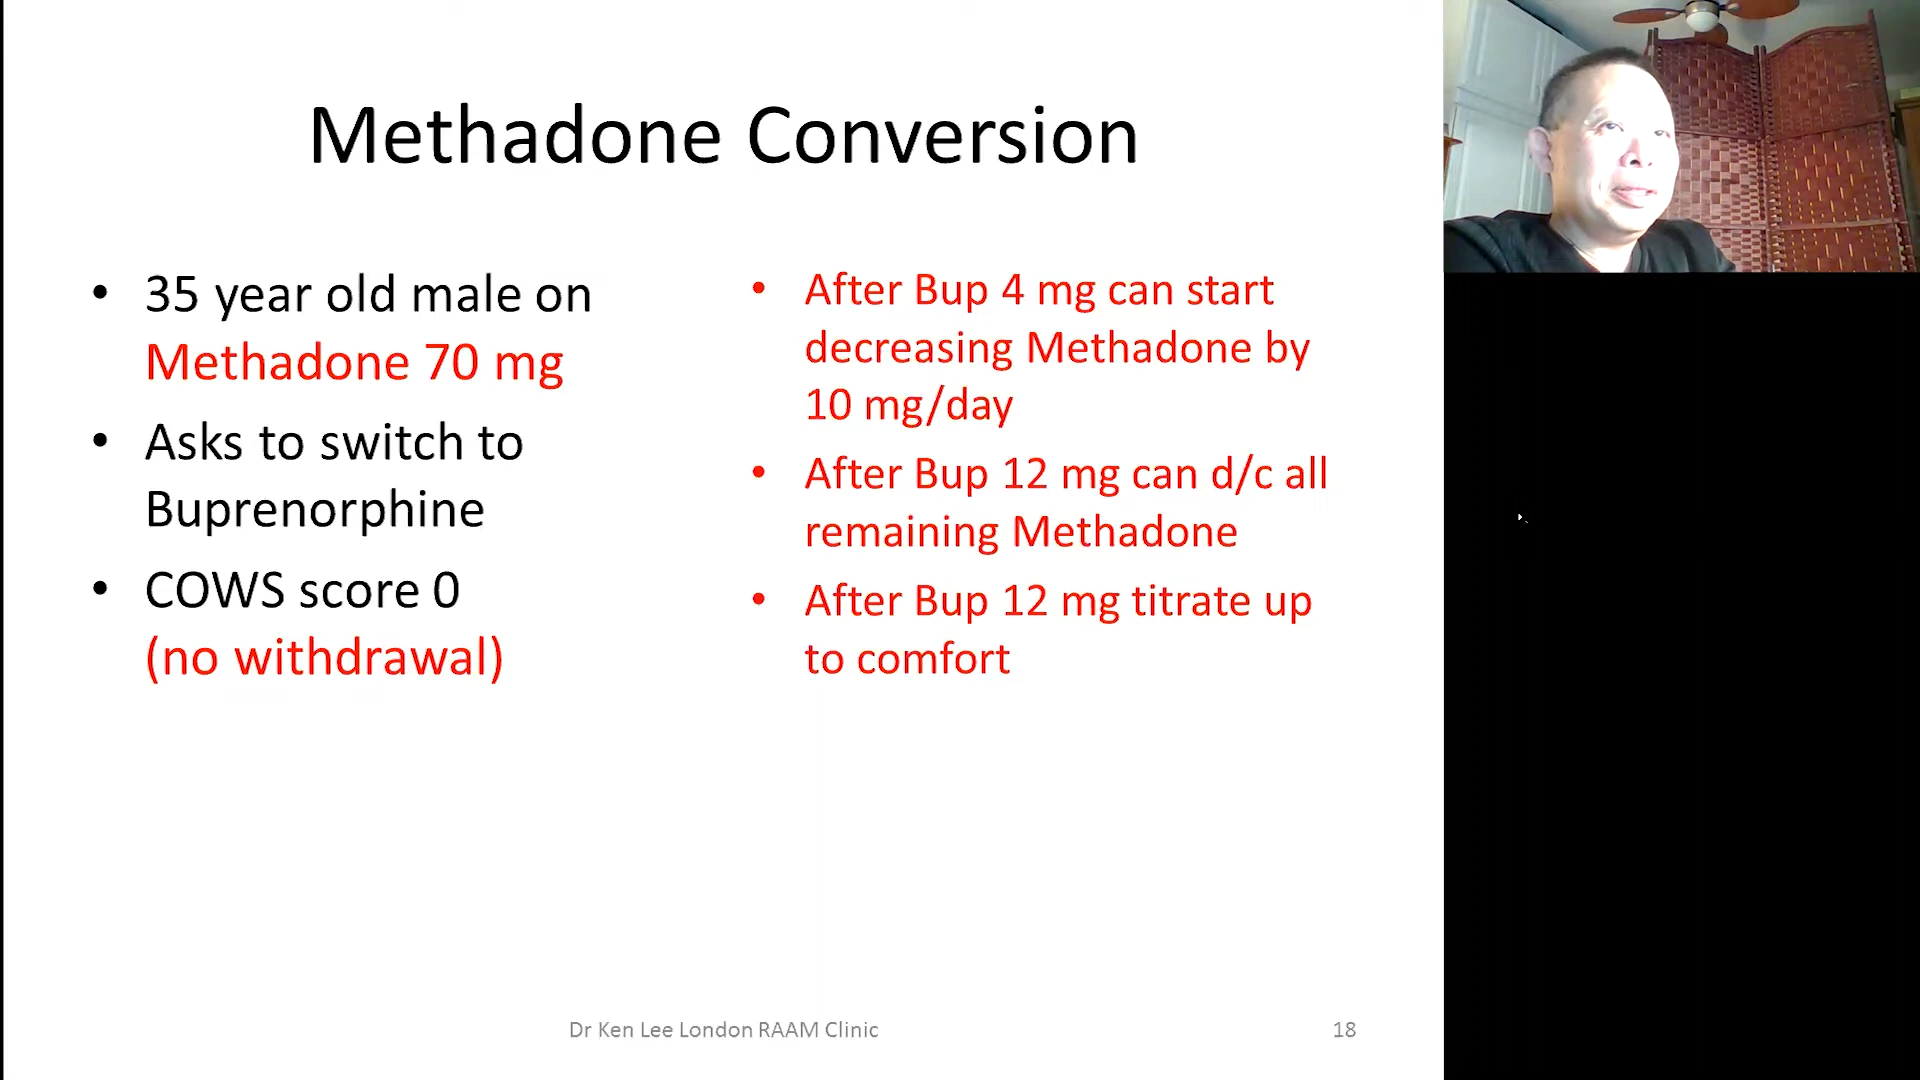 Methadone Conversion
• 35 year old male on
Methadone 70 mg
• Asks to switch to
Buprenorphine
• COWS score 0
(no withdrawal)
• After Bup 4 mg can start
decreasing Methadone by
10 mg/day
• After Bup 12 mg can d/c all
remaining Methadone
• After Bup 12 mg titrate up
to comfort
Dr Ken Lee London RAAM Clinic
18